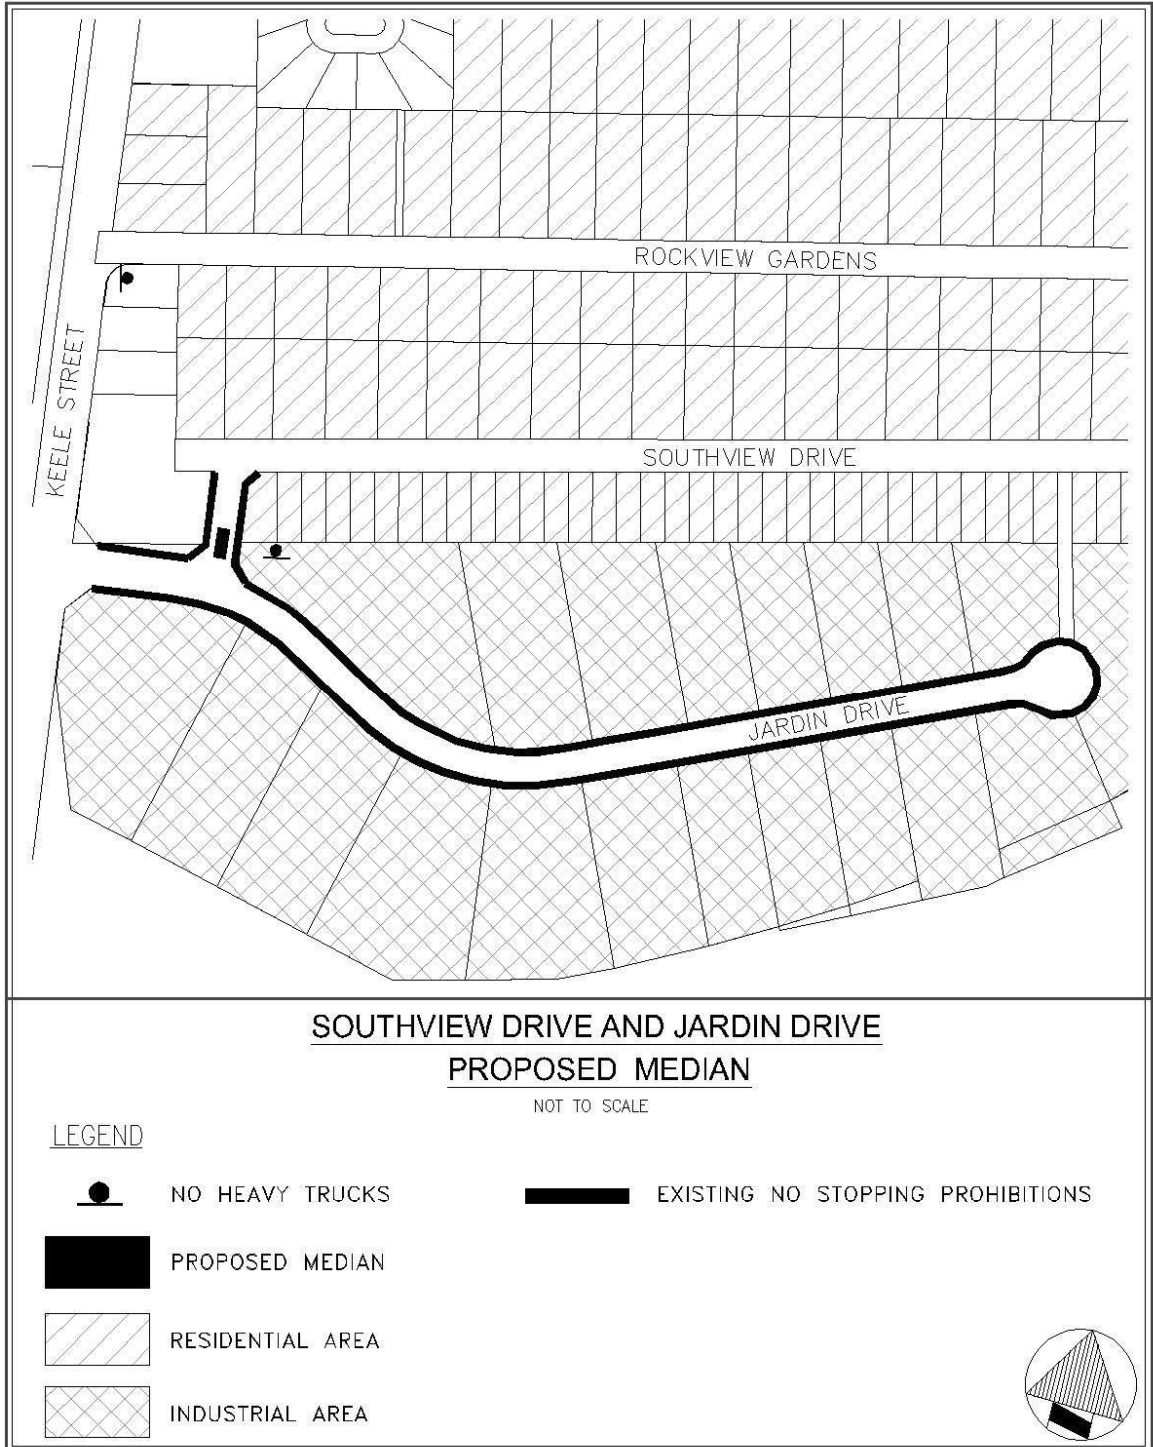 ROCKVIEW GARDENS
KEELE STREET
SOUTHVIEW DRIVE
JARDIN DRIVE
SOUTHVIEW DRIVE AND JARDIN DRIVE
PROPOSED MEDIAN
NOT TO SCALE
LEGEND
NO HEAVY TRUCKS
EXISTING NO STOPPING PROHIBITIONS
PROPOSED MEDIAN
RESIDENTIAL AREA
INDUSTRIAL AREA